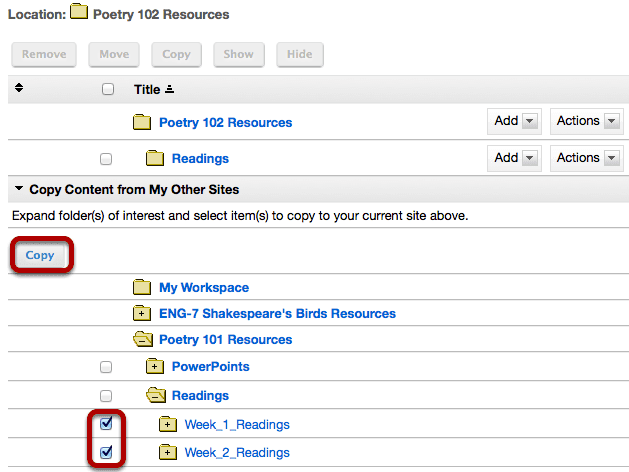 Location: Poetry 102 Resources
Remove Move Copy Show Hide
Title
Poetry 102 Resources Add Actions
Readings Add Actions
Copy Content from My Other Sites
Expand folder(s) of interest and select item(s) to copy to your current site above.
Copy
My Workspace
ENG-7 Shakespeare's Birds Resources
Poetry 101 Resources
PowerPoints
Readings
Week_1_Readings
Week_2_Readings